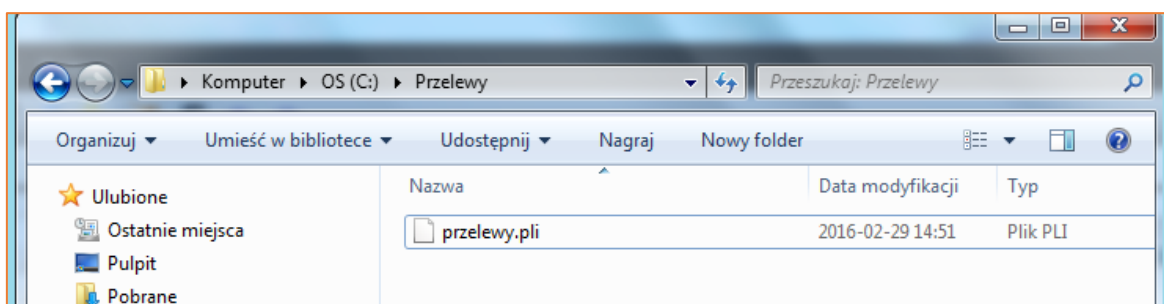 Komputer OS (C:) Przelewy Przeszukaj: Przelewy
Organizuj Umieść w bibliotece Udostępnij Nagraj Nowy folder
Ulubione
Ostatnie miejsca
Pulpit
Pobrane
Nazwa Data modyfikacji Typ
przelewy.pli 2016-02-29 14:51 Plik PLI